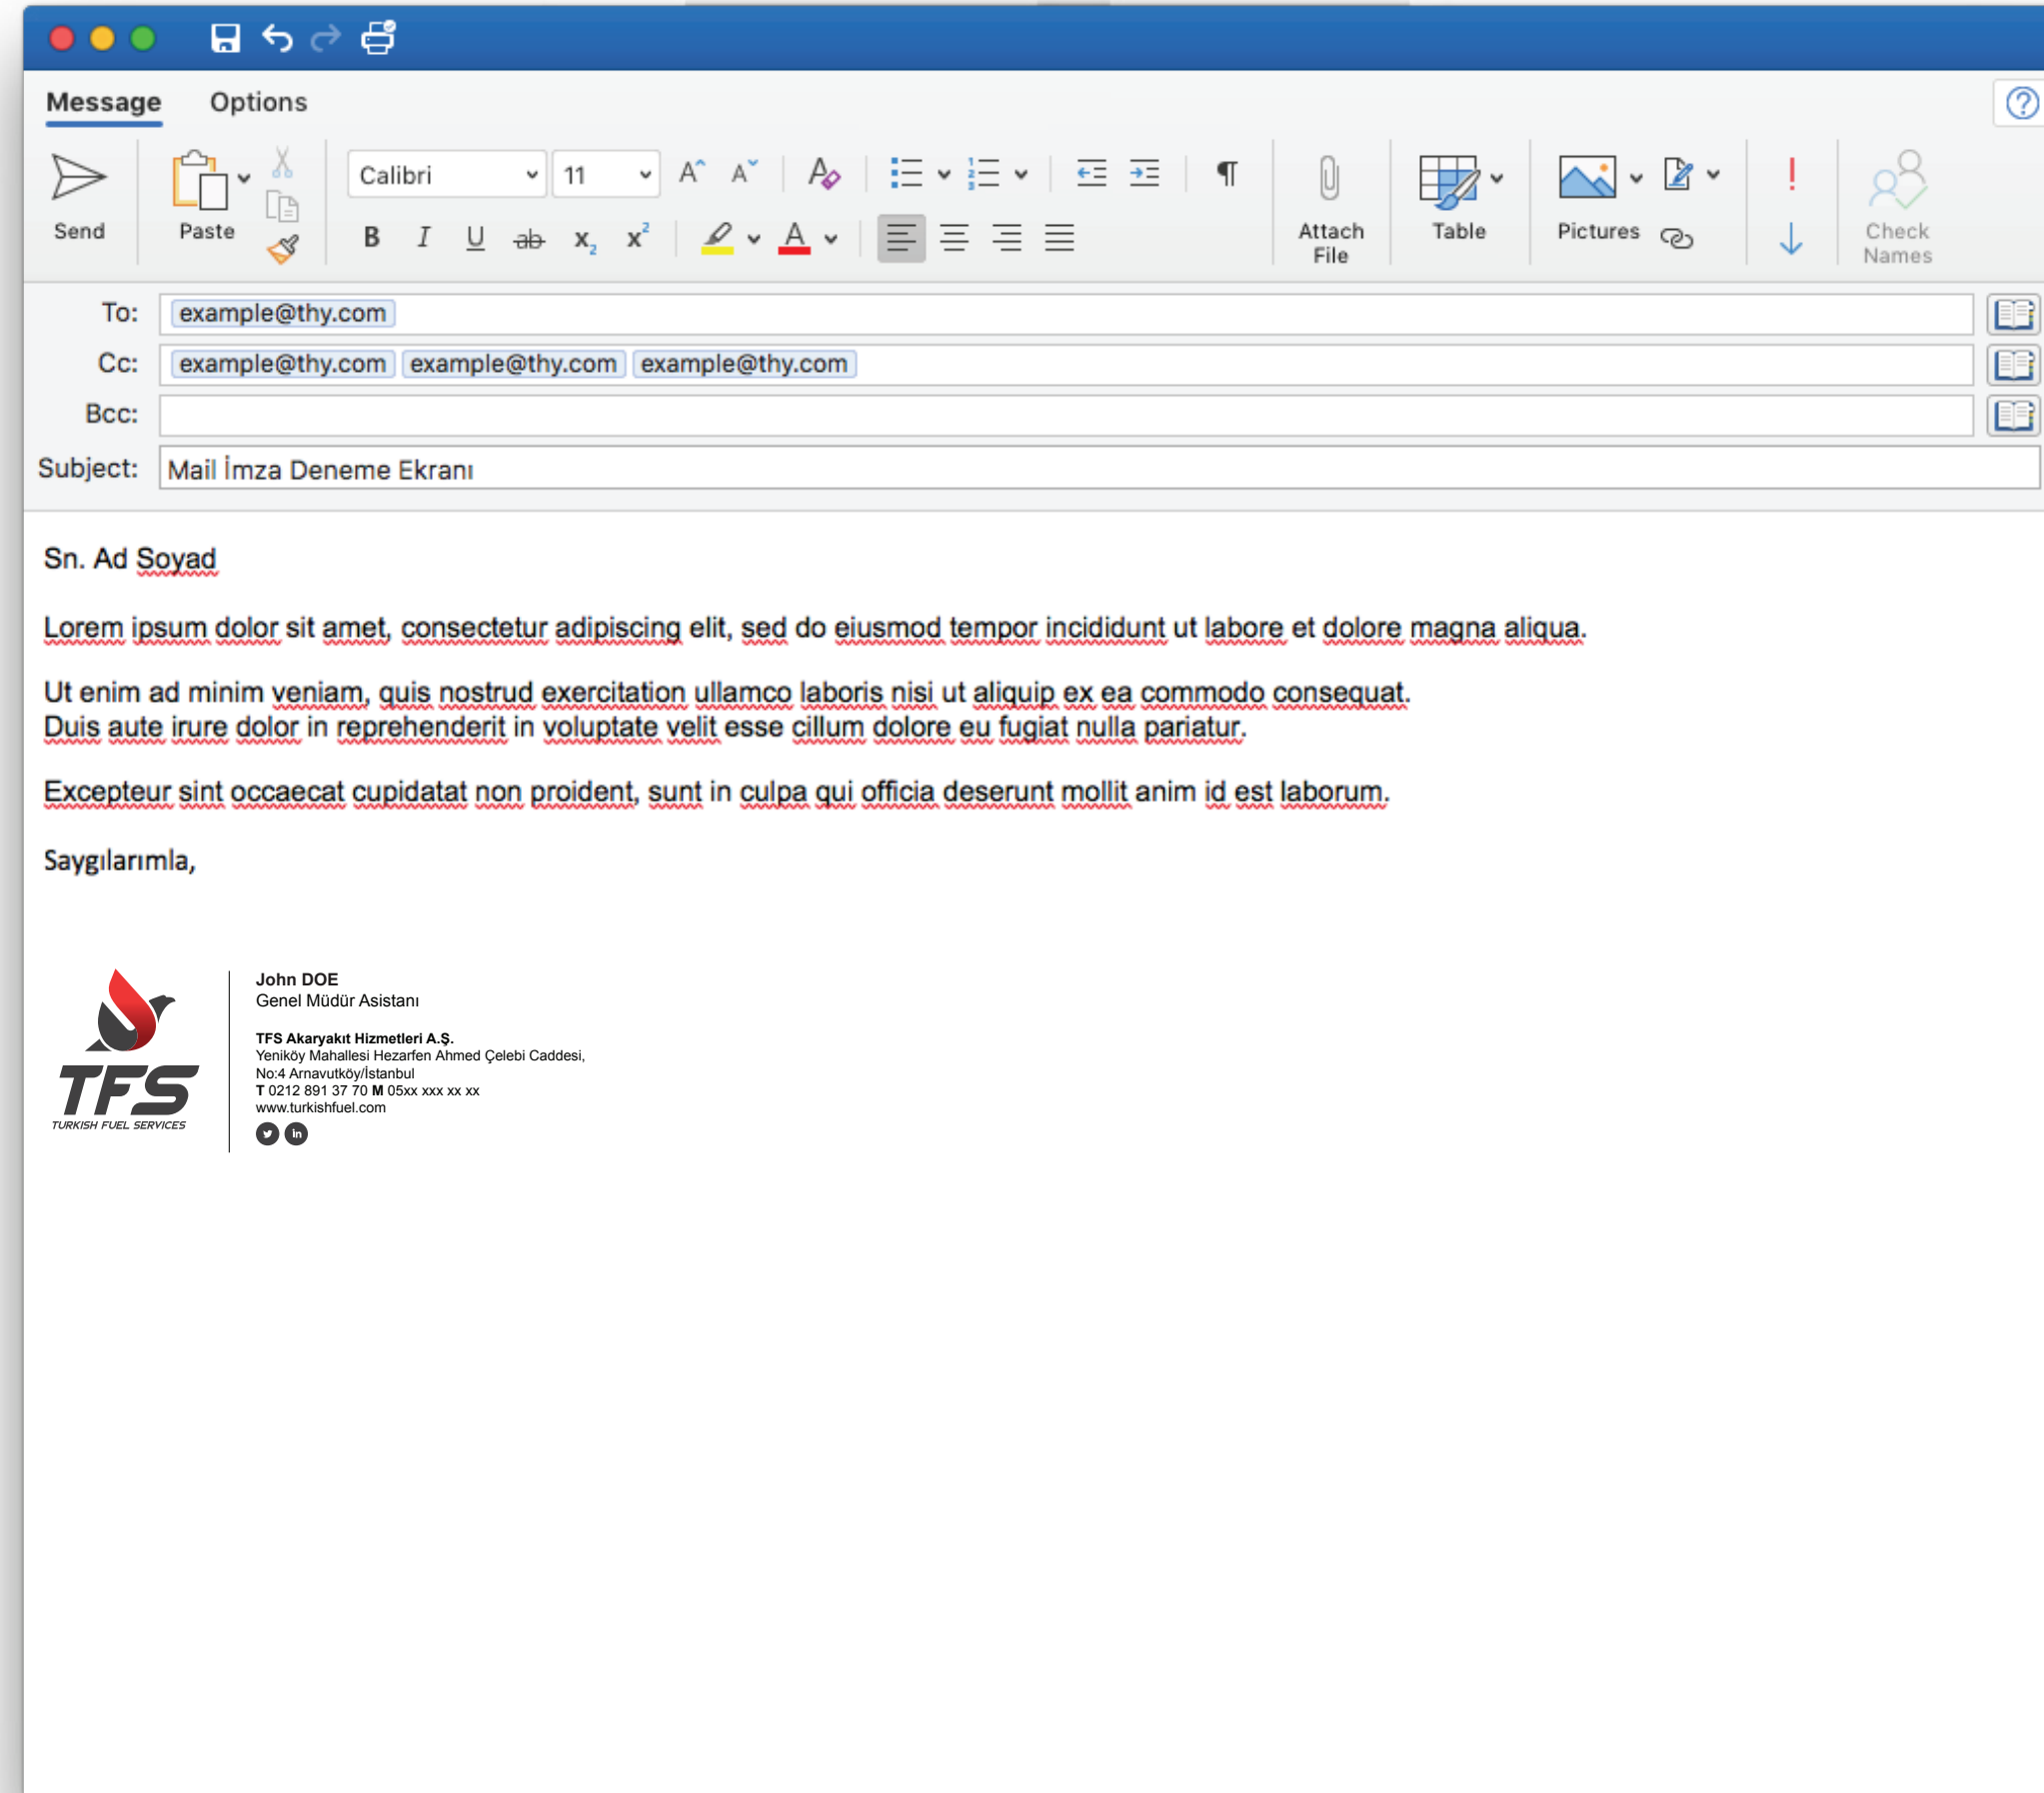 Message Options
Send
Paste
Calibri 11
Attach File
Table
Pictures
Check Names
To: example@thy.com
Cc: example@thy.com example@thy.com example@thy.com
Bcc:
Subject: Mail İmza Deneme Ekranı
Sn. Ad Soyad
Lorem ipsum dolor sit amet, consectetur adipiscing elit, sed do eiusmod tempor incididunt ut labore et dolore magna aliqua.
Ut enim ad minim veniam, quis nostrud exercitation ullamco laboris nisi ut aliquip ex ea commodo consequat.
Duis aute irure dolor in reprehenderit in voluptate velit esse cillum dolore eu fugiat nulla pariatur.
Excepteur sint occaecat cupidatat non proident, sunt in culpa qui officia deserunt mollit anim id est laborum.
Saygılarımla,
TFS
TURKISH FUEL SERVICES
John DOE
Genel Müdür Asistanı
TFS Akaryakıt Hizmetleri A.Ş.
Yeniköy Mahallesi Hezarfen Ahmed Çelebi Caddesi,
No:4 Arnavutköy/İstanbul
T 0212 891 37 70 M 05xx xxx xx xx
www.turkishfuel.com
in